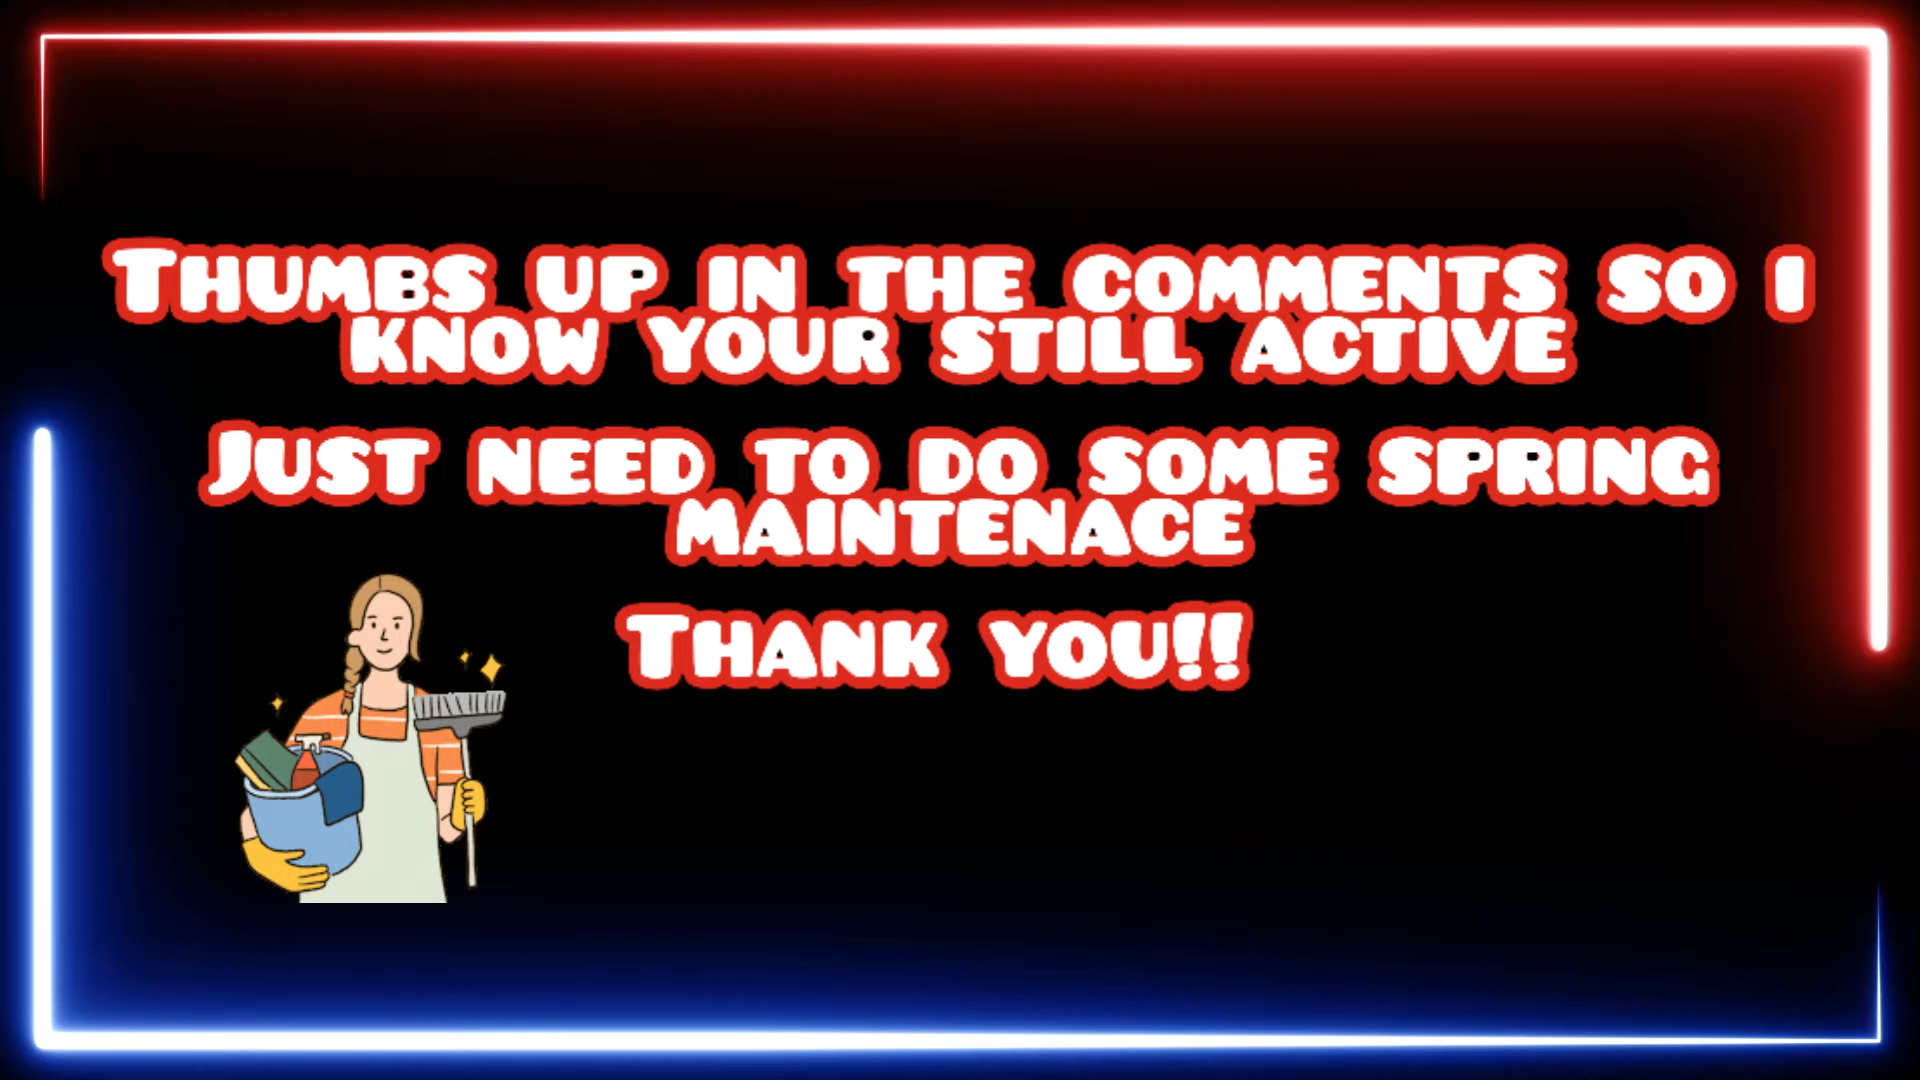 Thumbs up in the comments so I
know your still active
Just need to do some spring
maintenace
Thank you!!